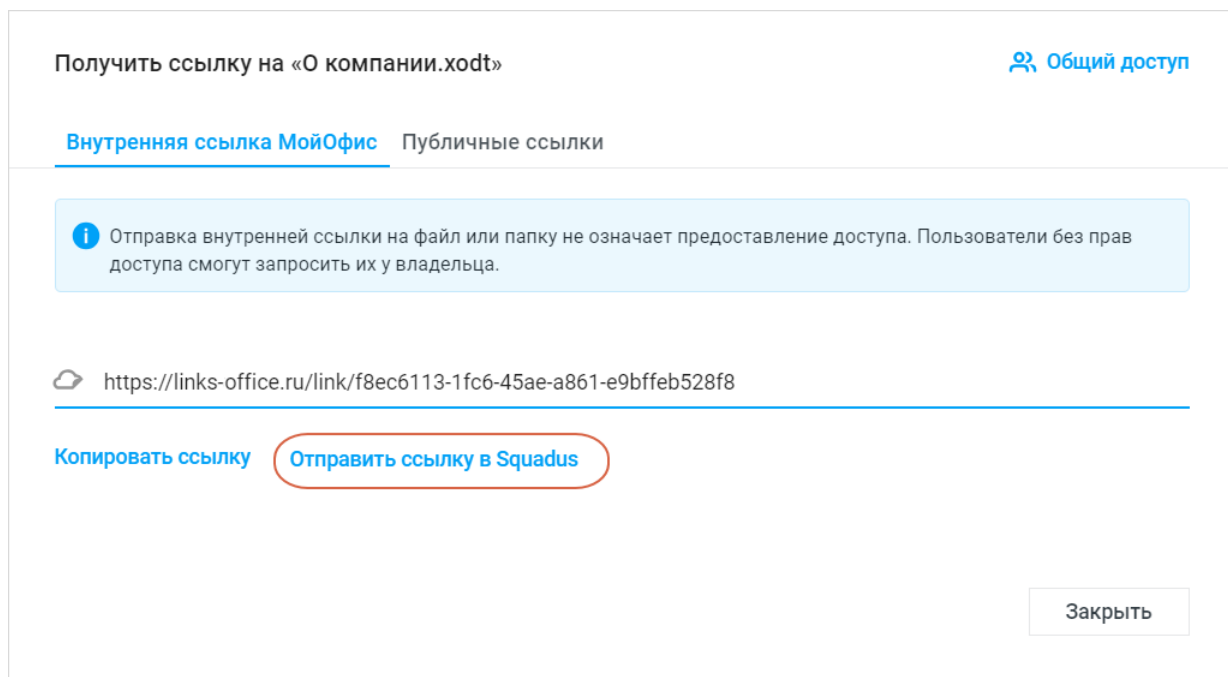 Получить ссылку на «О компании.xodt»
Общий доступ
Внутренняя ссылка МойОфис
Публичные ссылки
Отправка внутренней ссылки на файл или папку не означает предоставление доступа. Пользователи без прав
доступа смогут запросить их у владельца.
https://links-office.ru/link/f8ec6113-1fc6-45ae-a861-e9bffeb528f8
Копировать ссылку
Отправить ссылку в Squadus
Закрыть